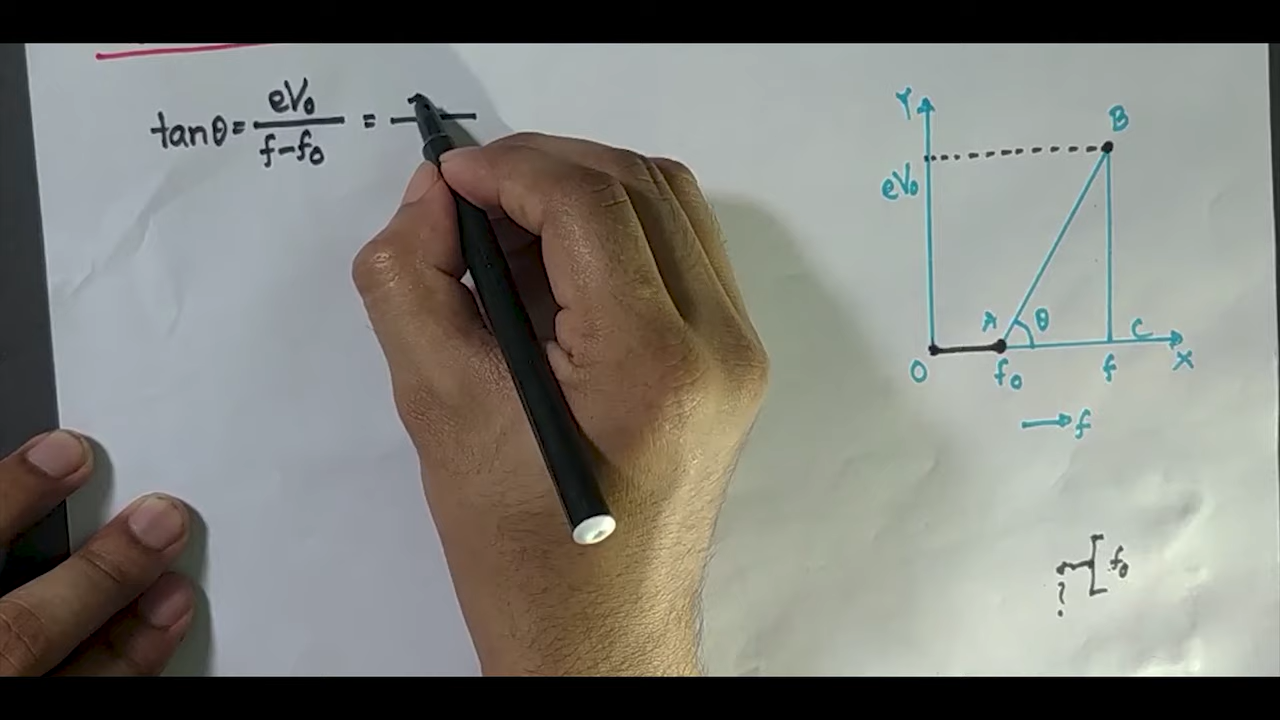 tanθ = eV₀ / f-f₀ =
Y
B
eV₀
A θ C
O f₀ f X
→ f
[ f₀
?